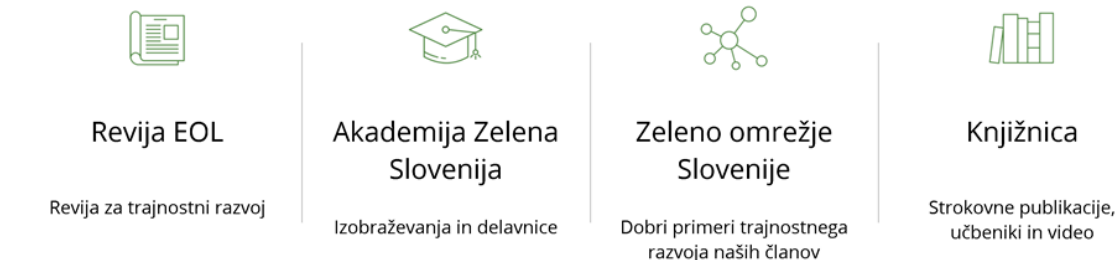 Revija EOL
Revija za trajnostni razvoj
Akademija Zelena
Slovenija
Izobraževanja in delavnice
Zeleno omrežje
Slovenije
Dobri primeri trajnostnega
razvoja naših članov
Knjižnica
Strokovne publikacije,
učbeniki in video